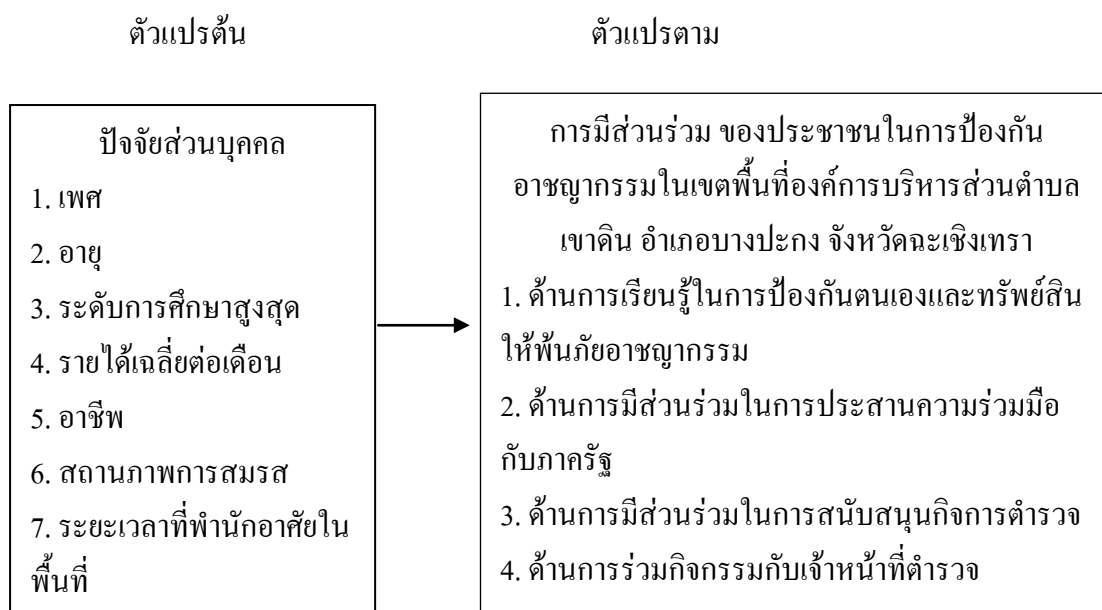 ตัวแปรต้น
ตัวแปรตาม
ปัจจัยส่วนบุคคล
1. เพศ
2. อายุ
3. ระดับการศึกษาสูงสุด
4. รายได้เฉลี่ยต่อเดือน
5. อาชีพ
6. สถานภาพการสมรส
7. ระยะเวลาที่พำนักอาศัยใน
พื้นที่
การมีส่วนร่วม ของประชาชนในการป้องกัน
อาชญากรรมในเขตพื้นที่องค์การบริหารส่วนตำบล
เขาดิน อำเภอบางปะกง จังหวัดฉะเชิงเทรา
1. ด้านการเรียนรู้ในการป้องกันตนเองและทรัพย์สิน
ให้พ้นภัยอาชญากรรม
2. ด้านการมีส่วนร่วมในการประสานความร่วมมือ
กับภาครัฐ
3. ด้านการมีส่วนร่วมในการสนับสนุนกิจการตำรวจ
4. ด้านการร่วมกิจกรรมกับเจ้าหน้าที่ตำรวจ